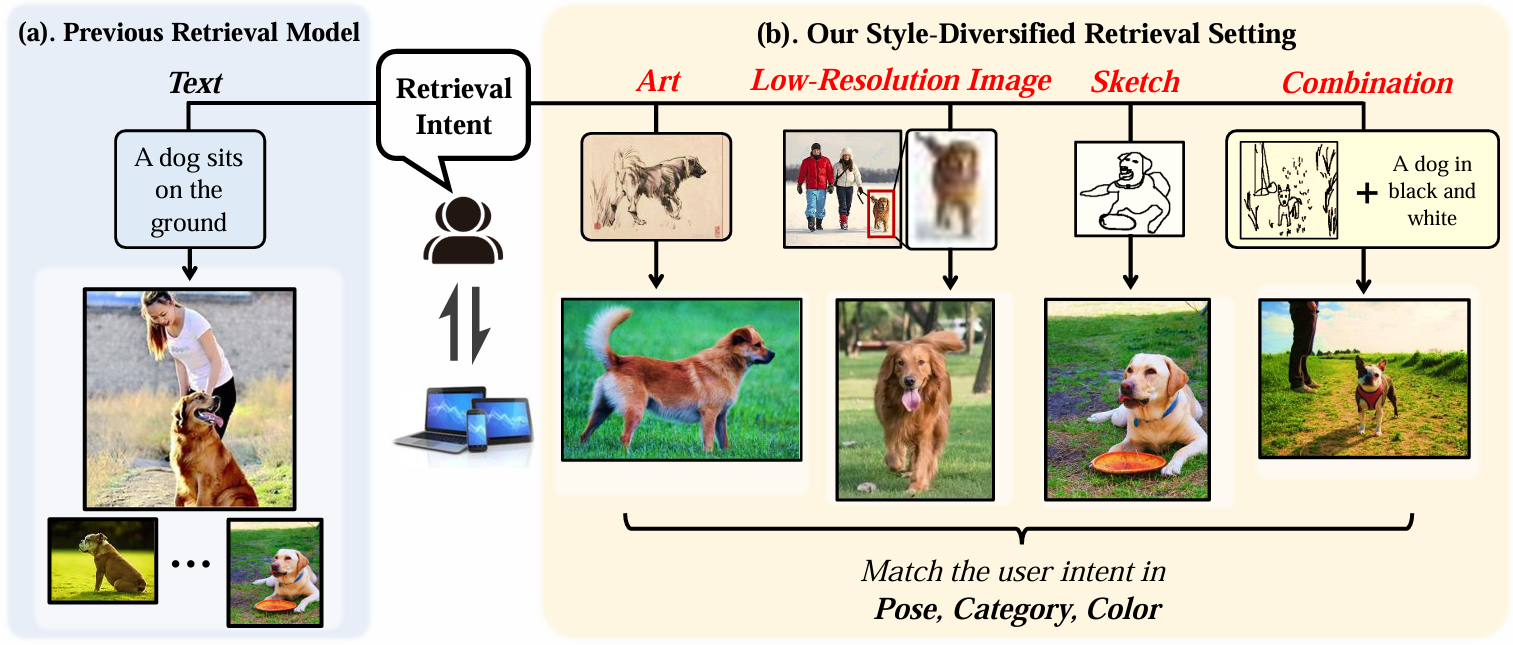 (a). Previous Retrieval Model
Text
A dog sits
on the
ground
Retrieval
Intent
(b). Our Style-Diversified Retrieval Setting
Art
Low-Resolution Image
Sketch
Combination
+
A dog in
black and
white
Match the user intent in
Pose, Category, Color